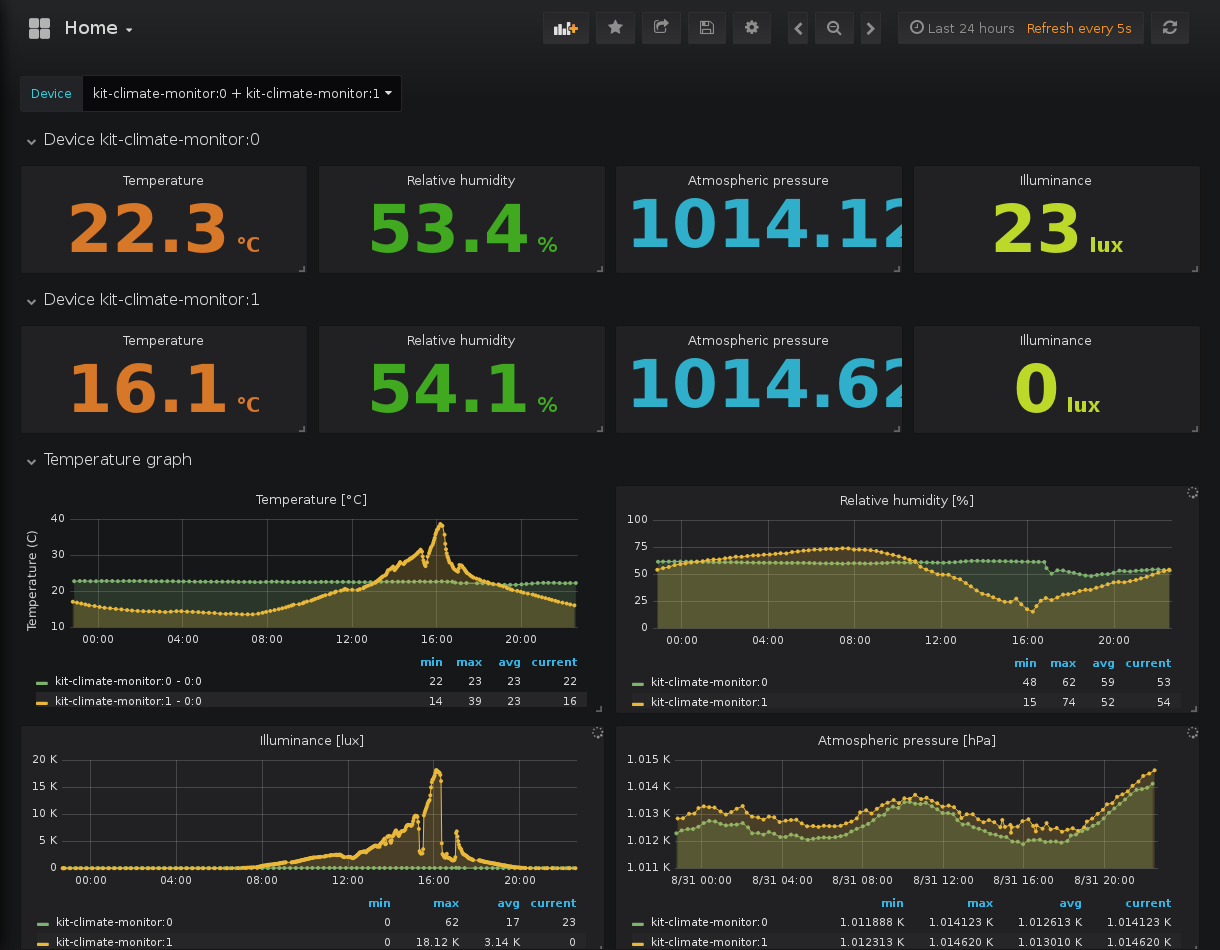 Home
Last 24 hours Refresh every 5s
Device kit-climate-monitor:0 + kit-climate-monitor:1
Device kit-climate-monitor:0
Temperature Relative humidity Atmospheric pressure Illuminance
22.3 °C 53.4 % 1014.12 23 lux
Device kit-climate-monitor:1
Temperature Relative humidity Atmospheric pressure Illuminance
16.1 °C 54.1 % 1014.62 0 lux
Temperature graph
Temperature [°C]
Temperature (C)
40
30
20
10
00:00 04:00 08:00 12:00 16:00 20:00
min max avg current
kit-climate-monitor:0 - 0:0 22 23 23 22
kit-climate-monitor:1 - 0:0 14 39 23 16
Relative humidity [%]
100
75
50
25
0
00:00 04:00 08:00 12:00 16:00 20:00
min max avg current
kit-climate-monitor:0 48 62 59 53
kit-climate-monitor:1 15 74 52 54
Illuminance [lux]
20 K
15 K
10 K
5 K
0
00:00 04:00 08:00 12:00 16:00 20:00
min max avg current
kit-climate-monitor:0 0 62 17 23
kit-climate-monitor:1 0 18.12 K 3.14 K 0
Atmospheric pressure [hPa]
1.015 K
1.014 K
1.013 K
1.012 K
1.011 K
8/31 00:00 8/31 04:00 8/31 08:00 8/31 12:00 8/31 16:00 8/31 20:00
min max avg current
kit-climate-monitor:0 1.011888 K 1.014123 K 1.012613 K 1.014123 K
kit-climate-monitor:1 1.012313 K 1.014620 K 1.013010 K 1.014620 K